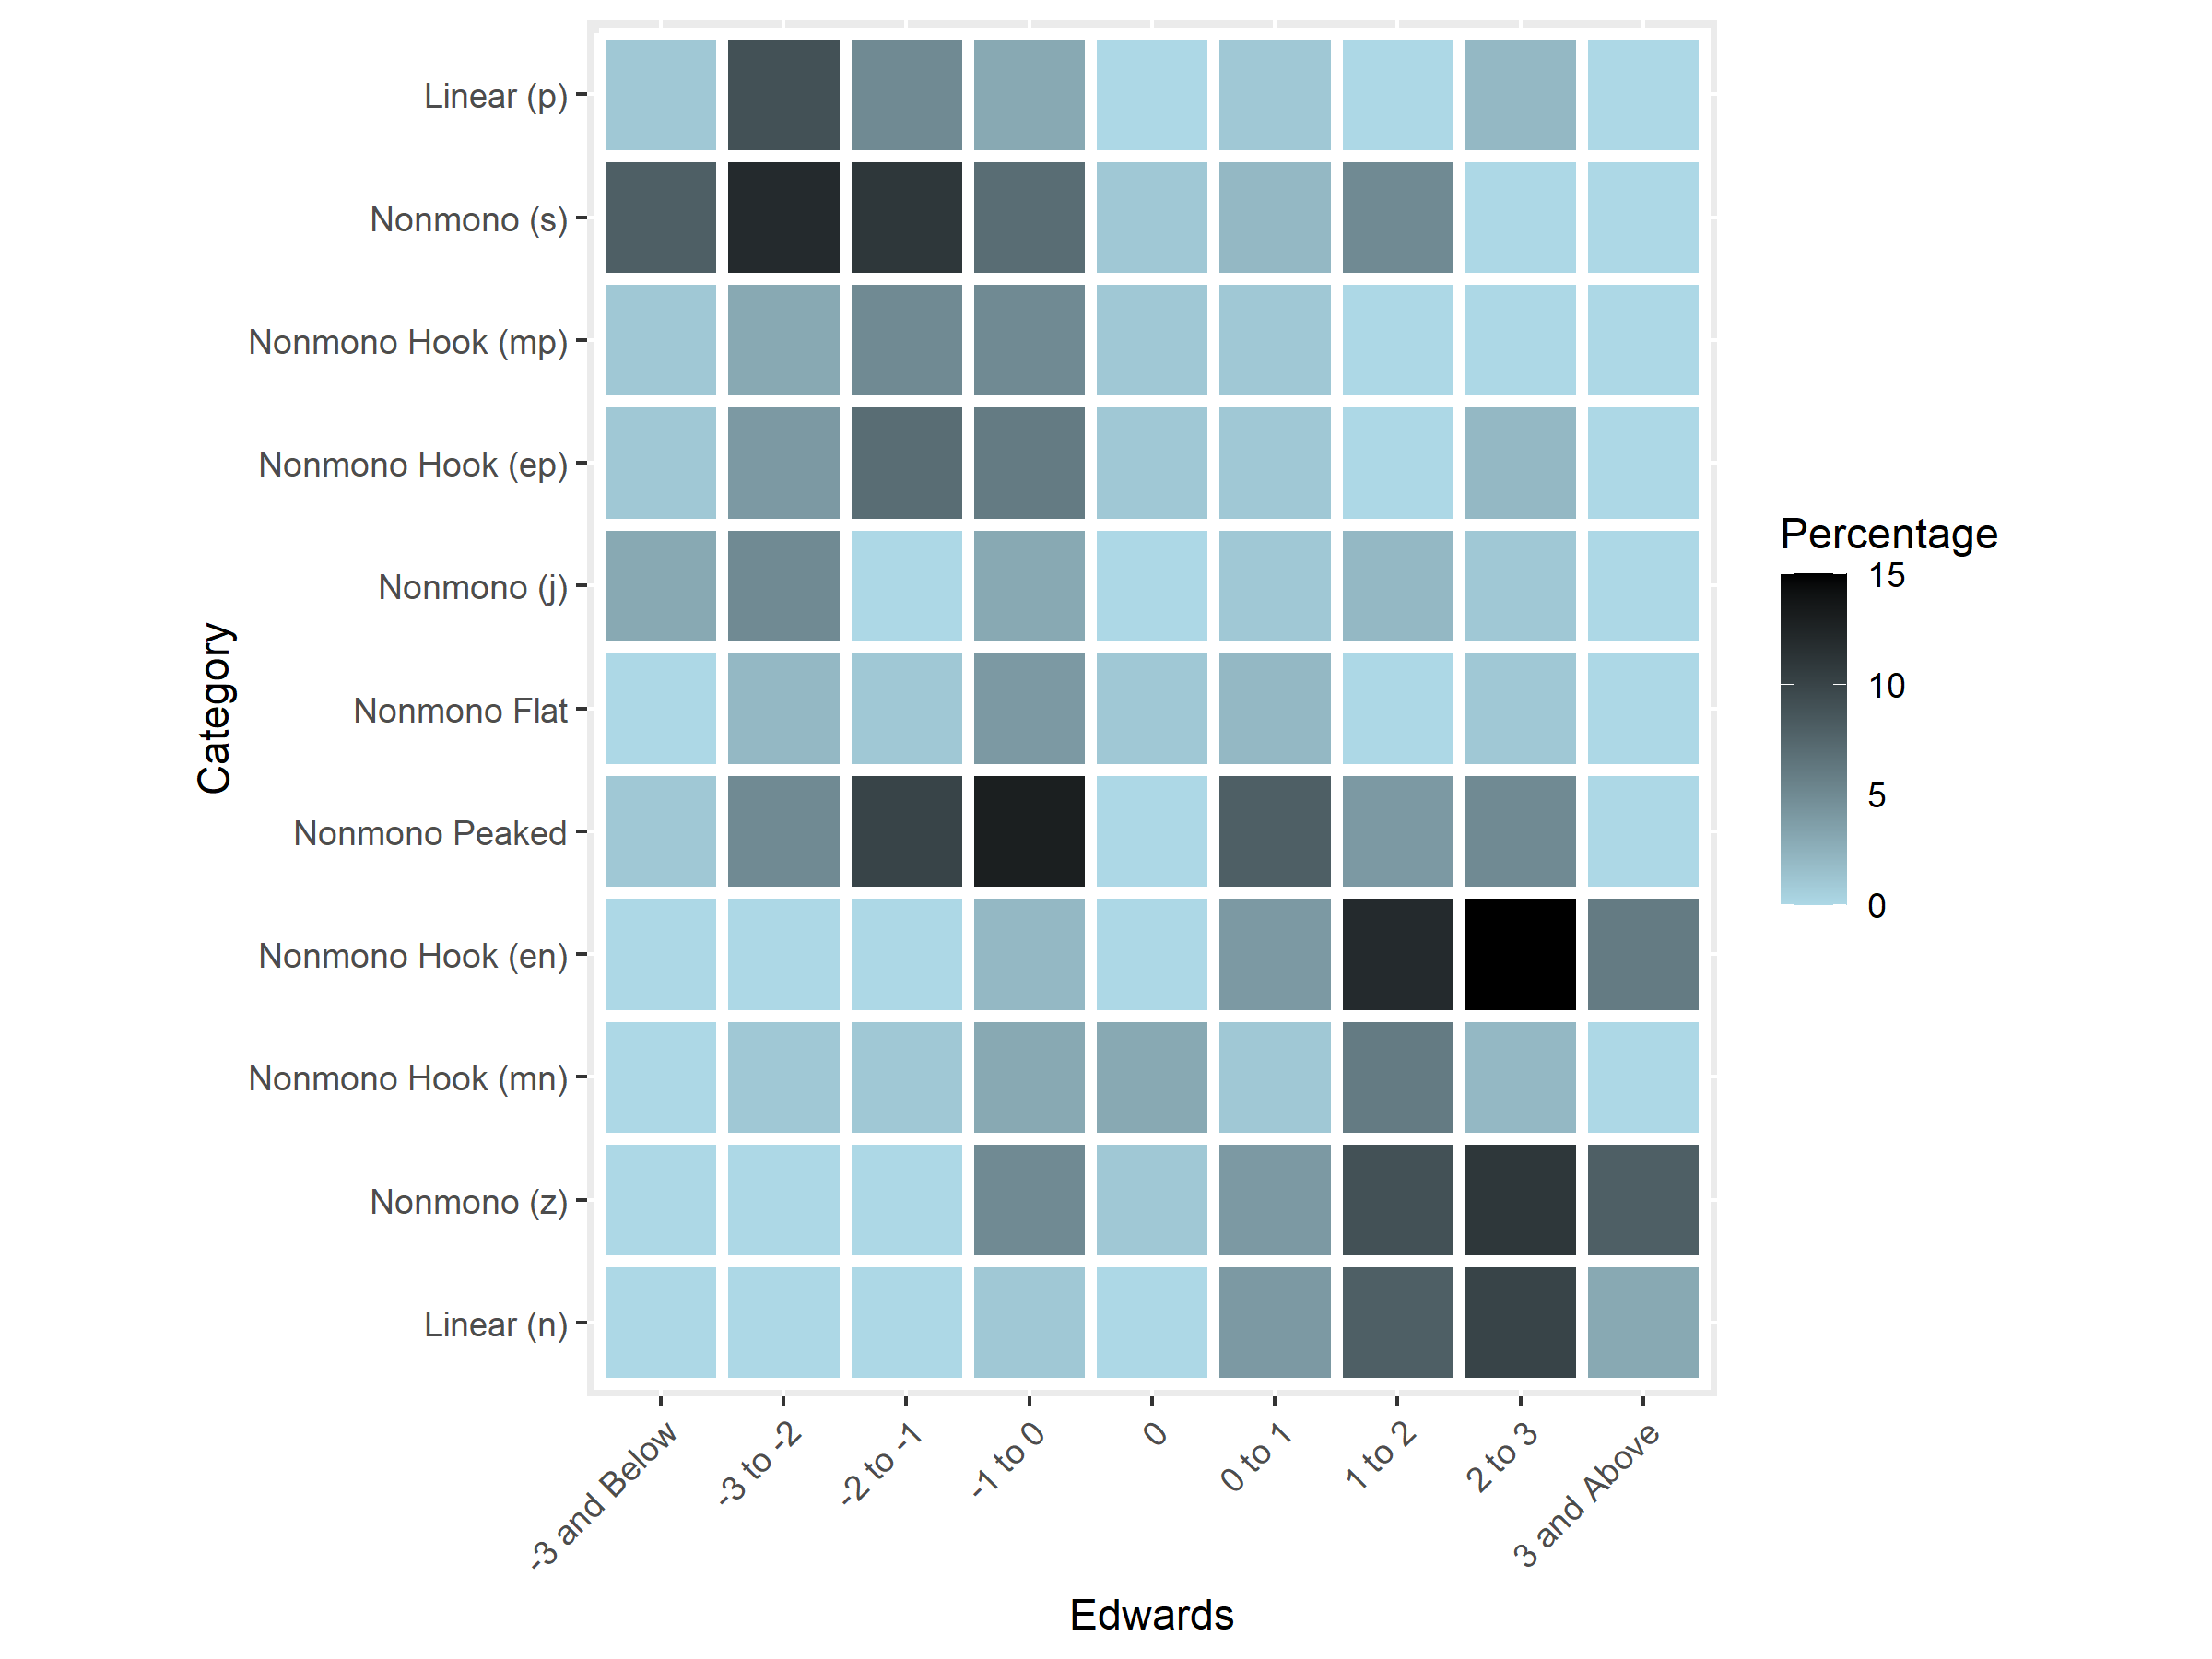 Linear (p)
Nonmono (s)
Nonmono Hook (mp)
Nonmono Hook (ep)
Nonmono (j)
Nonmono Flat
Nonmono Peaked
Nonmono Hook (en)
Nonmono Hook (mn)
Nonmono (z)
Linear (n)
Category
-3 and Below
-3 to -2
-2 to -1
-1 to 0
0
0 to 1
1 to 2
2 to 3
3 and Above
Edwards
Percentage
15
10
5
0